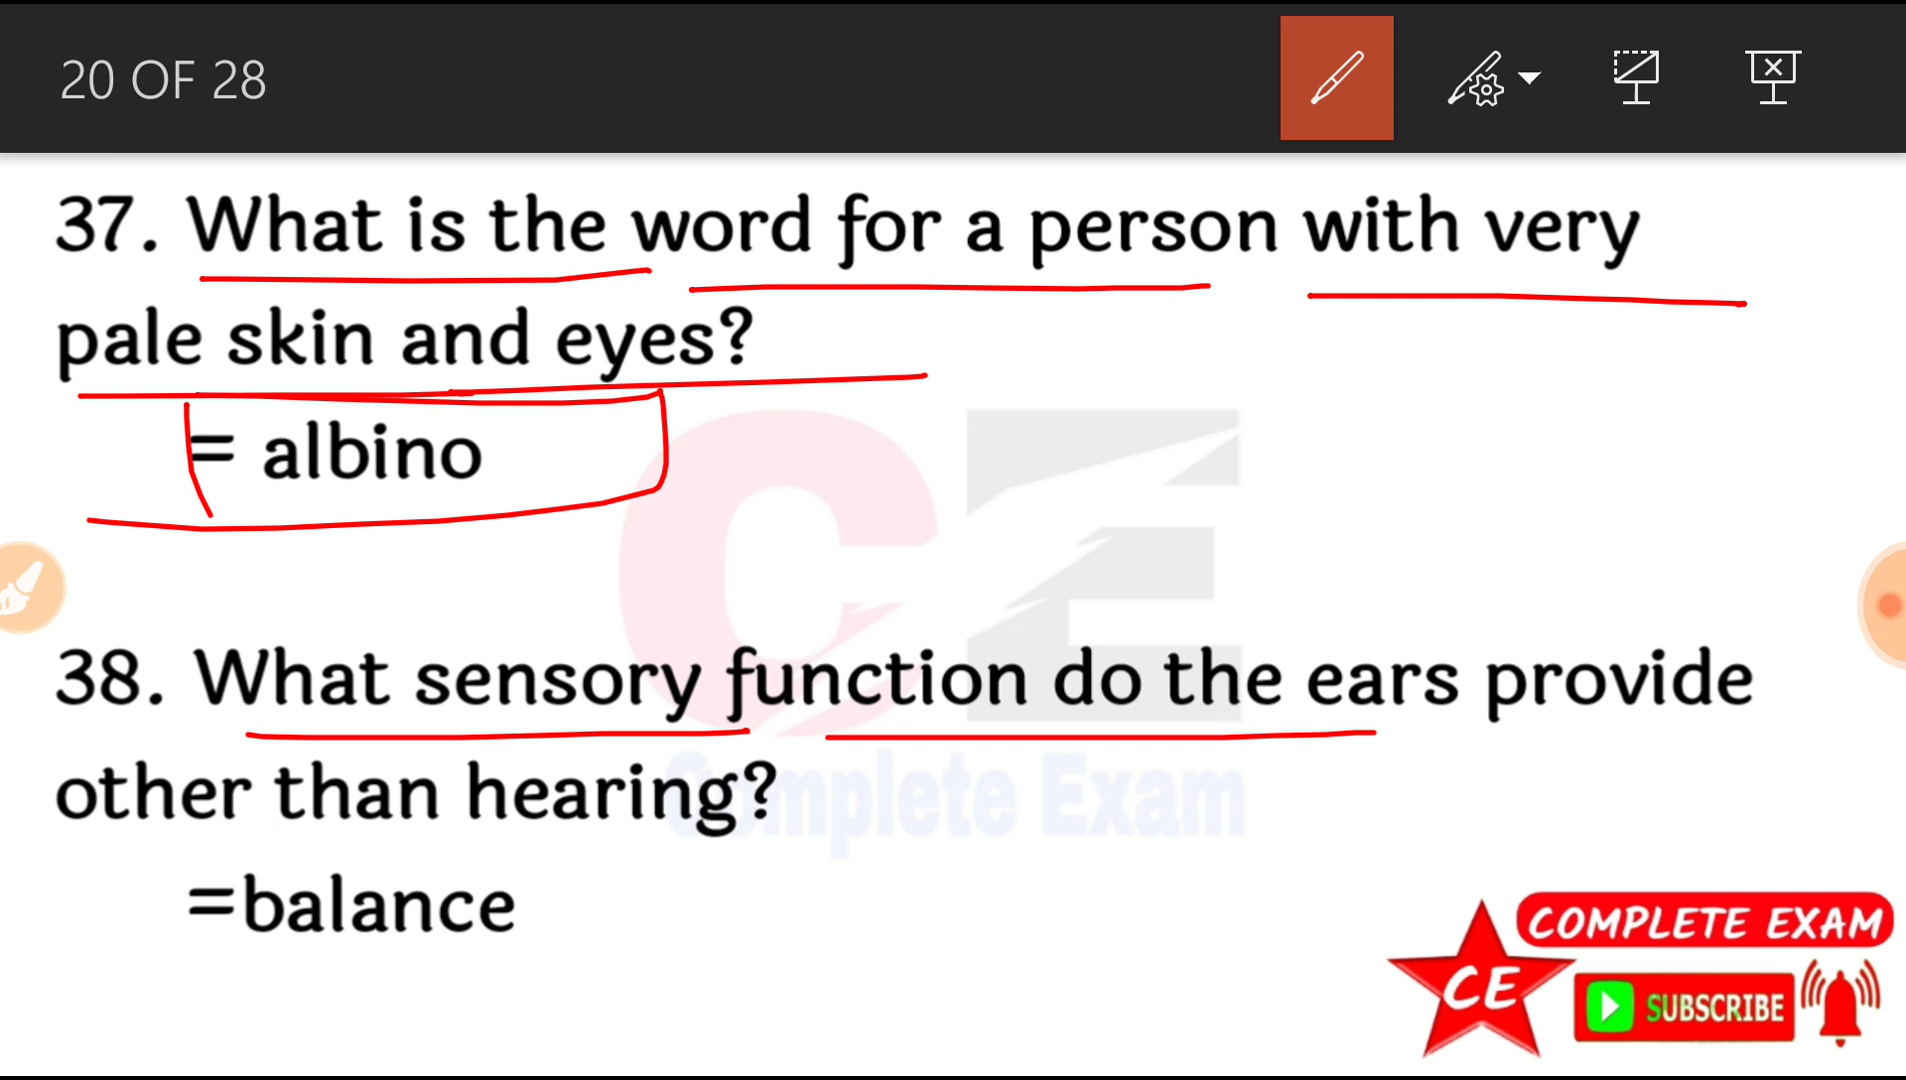 20 OF 28
37. What is the word for a person with very
pale skin and eyes?
= albino
38. What sensory function do the ears provide
other than hearing?
=balance
CE
Complete Exam
COMPLETE EXAM
CE
SUBSCRIBE